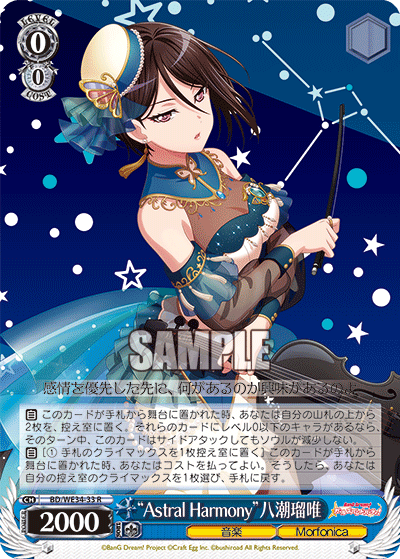 LEVEL
0
0
COST
SAMPLE
感情を優先した先に、何があるのか興味があるのよ
自 このカードが手札から舞台に置かれた時、あなたは自分の山札の上から
2枚を、控え室に置く。それらのカードにレベル0以下のキャラがあるな
ら、そのターン中、このカードはサイドアタックしてもソウルが減少しない。
自 [① 手札のクライマックスを1枚控え室に置く] このカードが手札から
舞台に置かれた時、あなたはコストを払ってよい。そうしたら、あなたは
自分の控え室のキャラを1枚選び、手札に戻す。
CH BD/WE34-33 R
2000
“Astral Harmony”八潮瑠唯
音楽
Morfonica
©BanG Dream! Project ©Craft Egg Inc. ©bushiroad All Rights Reserved.